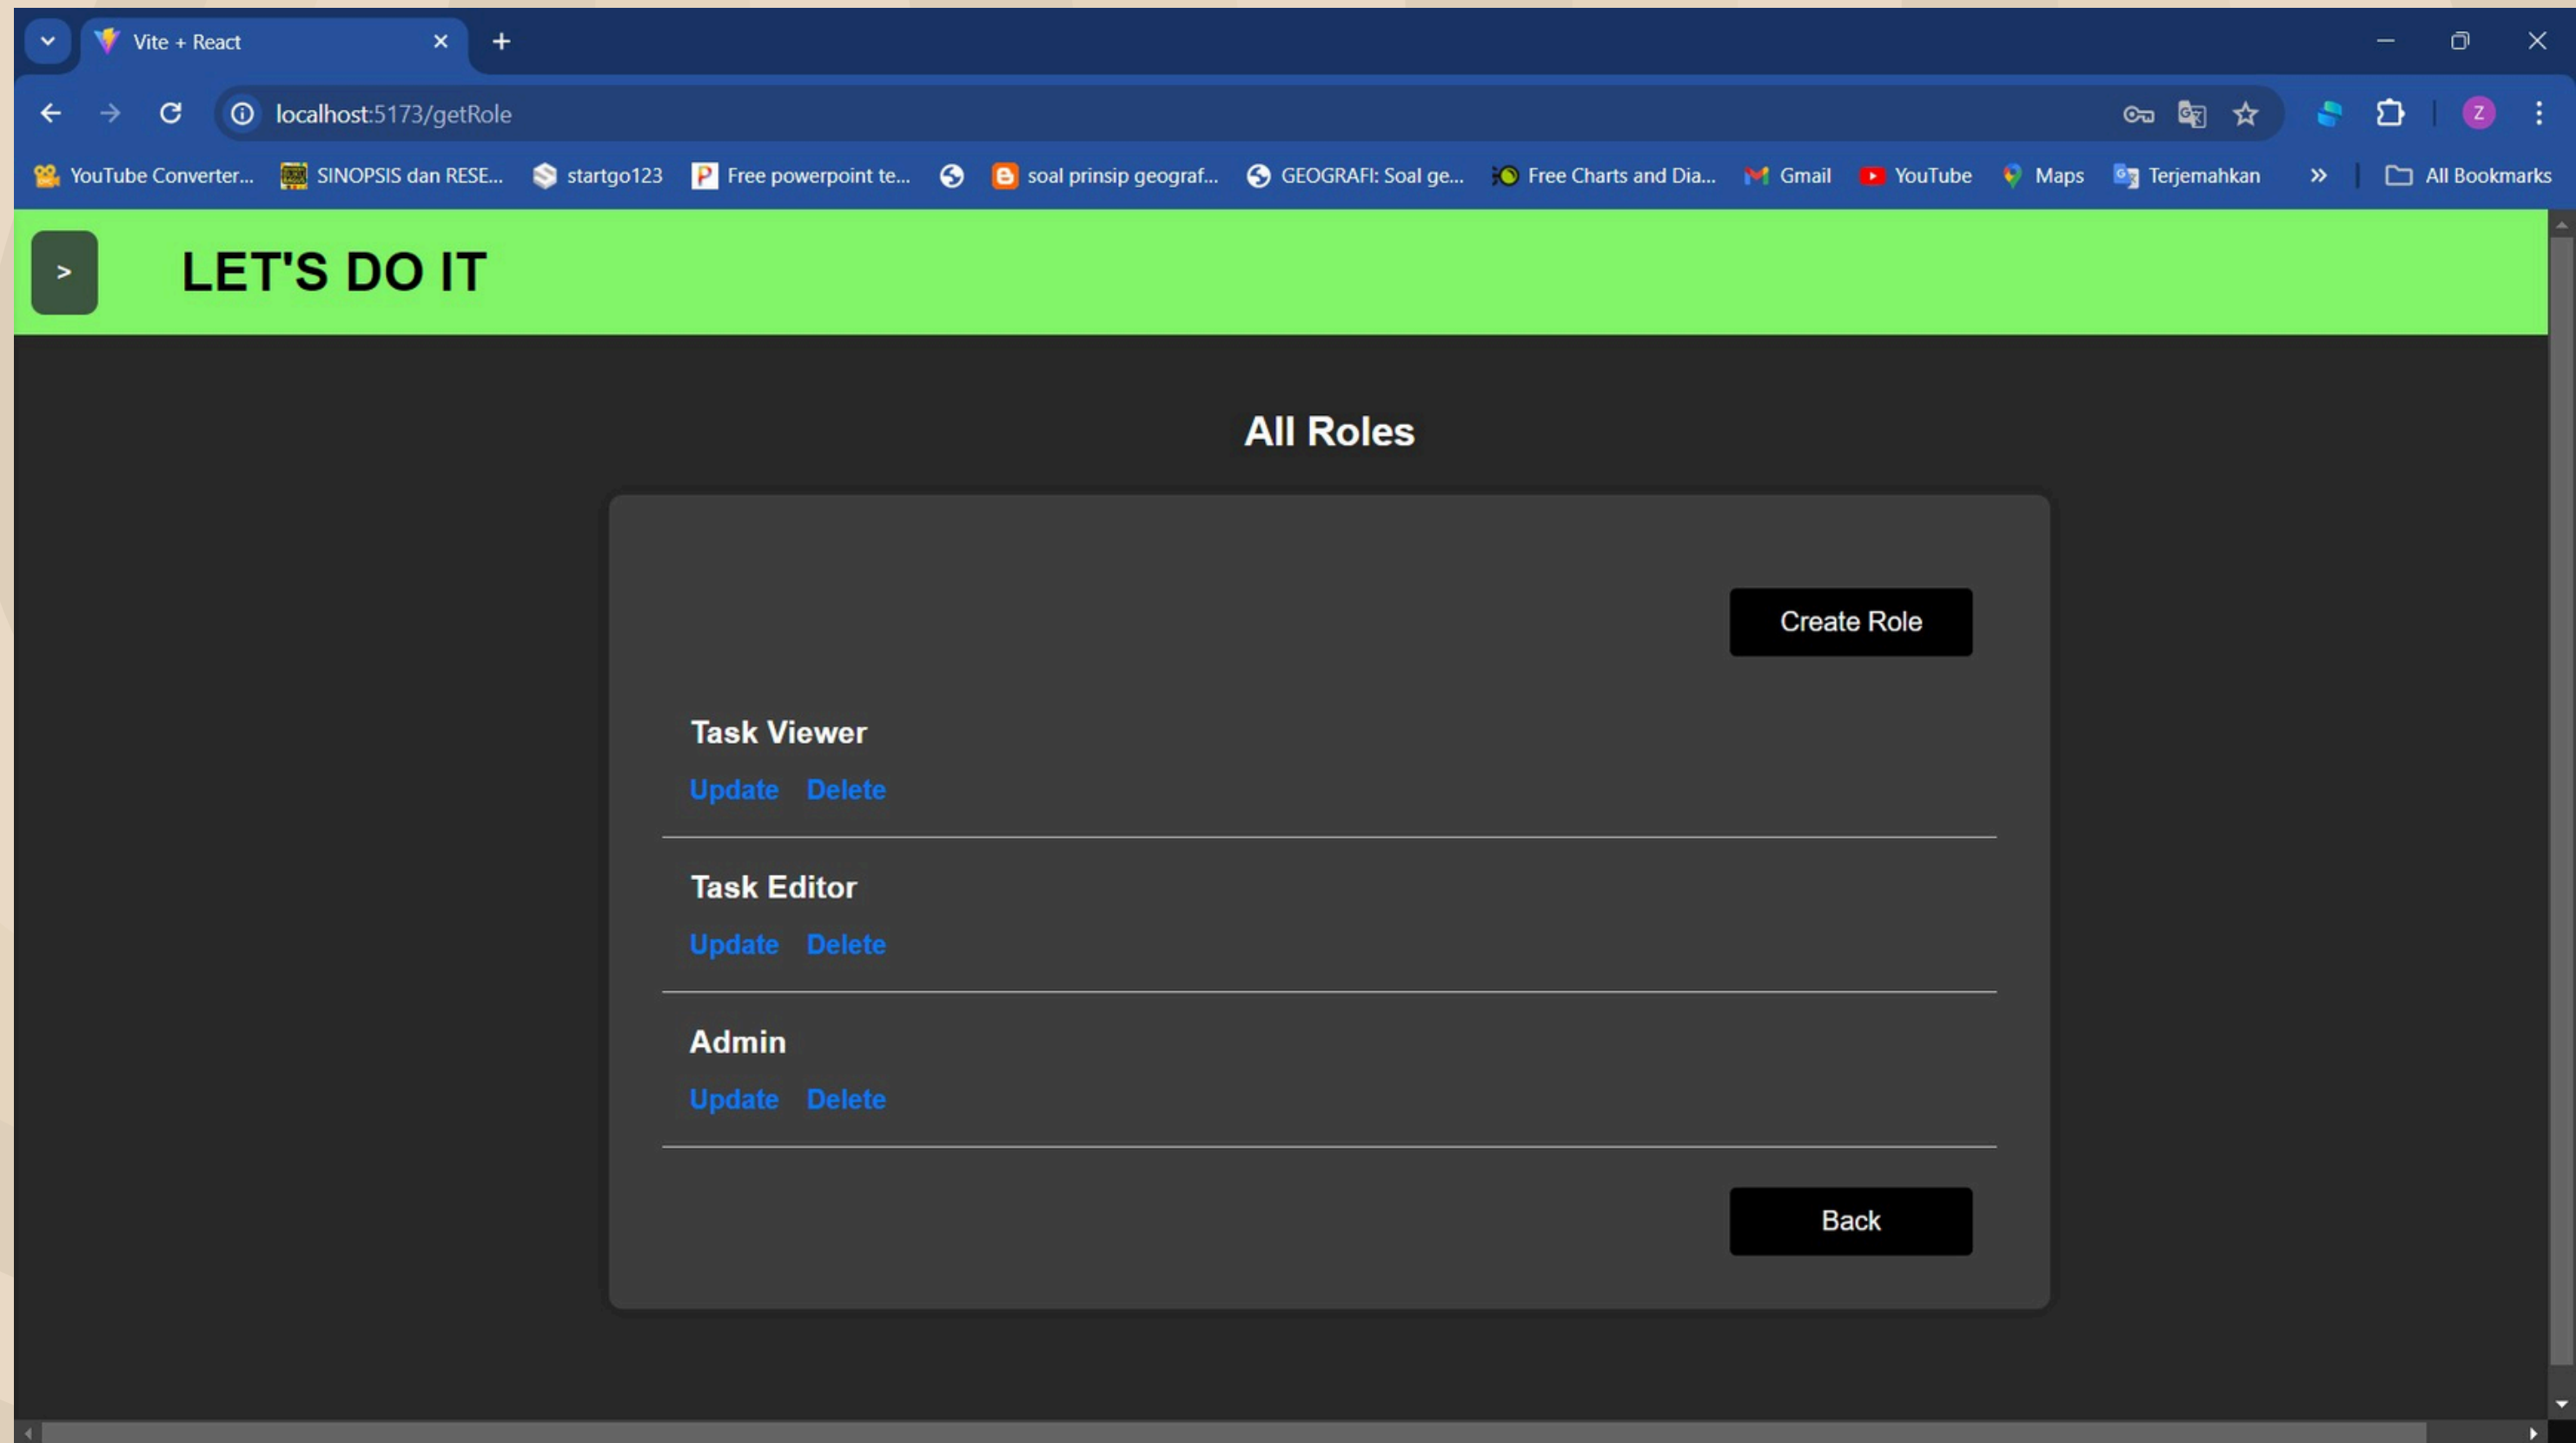 Vite + React
localhost:5173/getRole
Z
YouTube Converter... SINOPSIS dan RESE... startgo123 Free powerpoint te... soal prinsip geograf... GEOGRAFI: Soal ge... Free Charts and Dia... Gmail YouTube Maps Terjemahkan » All Bookmarks
> LET'S DO IT
All Roles
Create Role
Task Viewer
Update Delete
Task Editor
Update Delete
Admin
Update Delete
Back